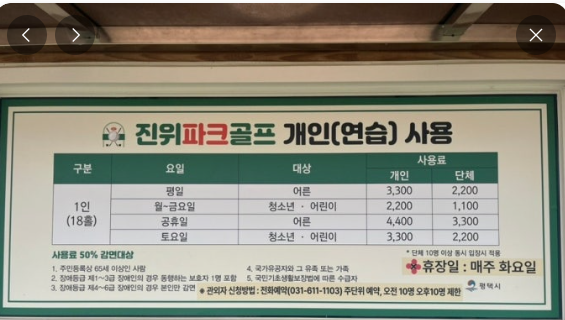 진위파크골프 개인(연습) 사용
구분 요일 대상 사용료
개인 단체
1인
(18홀)
평일 어른 3,300 2,200
월~금요일 청소년 · 어린이 2,200 1,100
공휴일 어른 4,400 3,300
토요일 청소년 · 어린이 3,300 2,200
사용료 50% 감면대상
* 단체 10명 이상 동시 입장시 적용
휴장일 : 매주 화요일
1. 주민등록상 65세 이상인 사람
2. 장애등급 제1~3급 장애인의 경우 동행하는 보호자 1명 포함
3. 장애등급 제4~6급 장애인의 경우 본인만 감면
4. 국가유공자와 그 유족 또는 가족
5. 국민기초생활보장법에 따른 수급자
※ 관외자 신청방법 : 전화예약(031-611-1103) 주단위 예약, 오전 10명 오후10명 제한
평택시